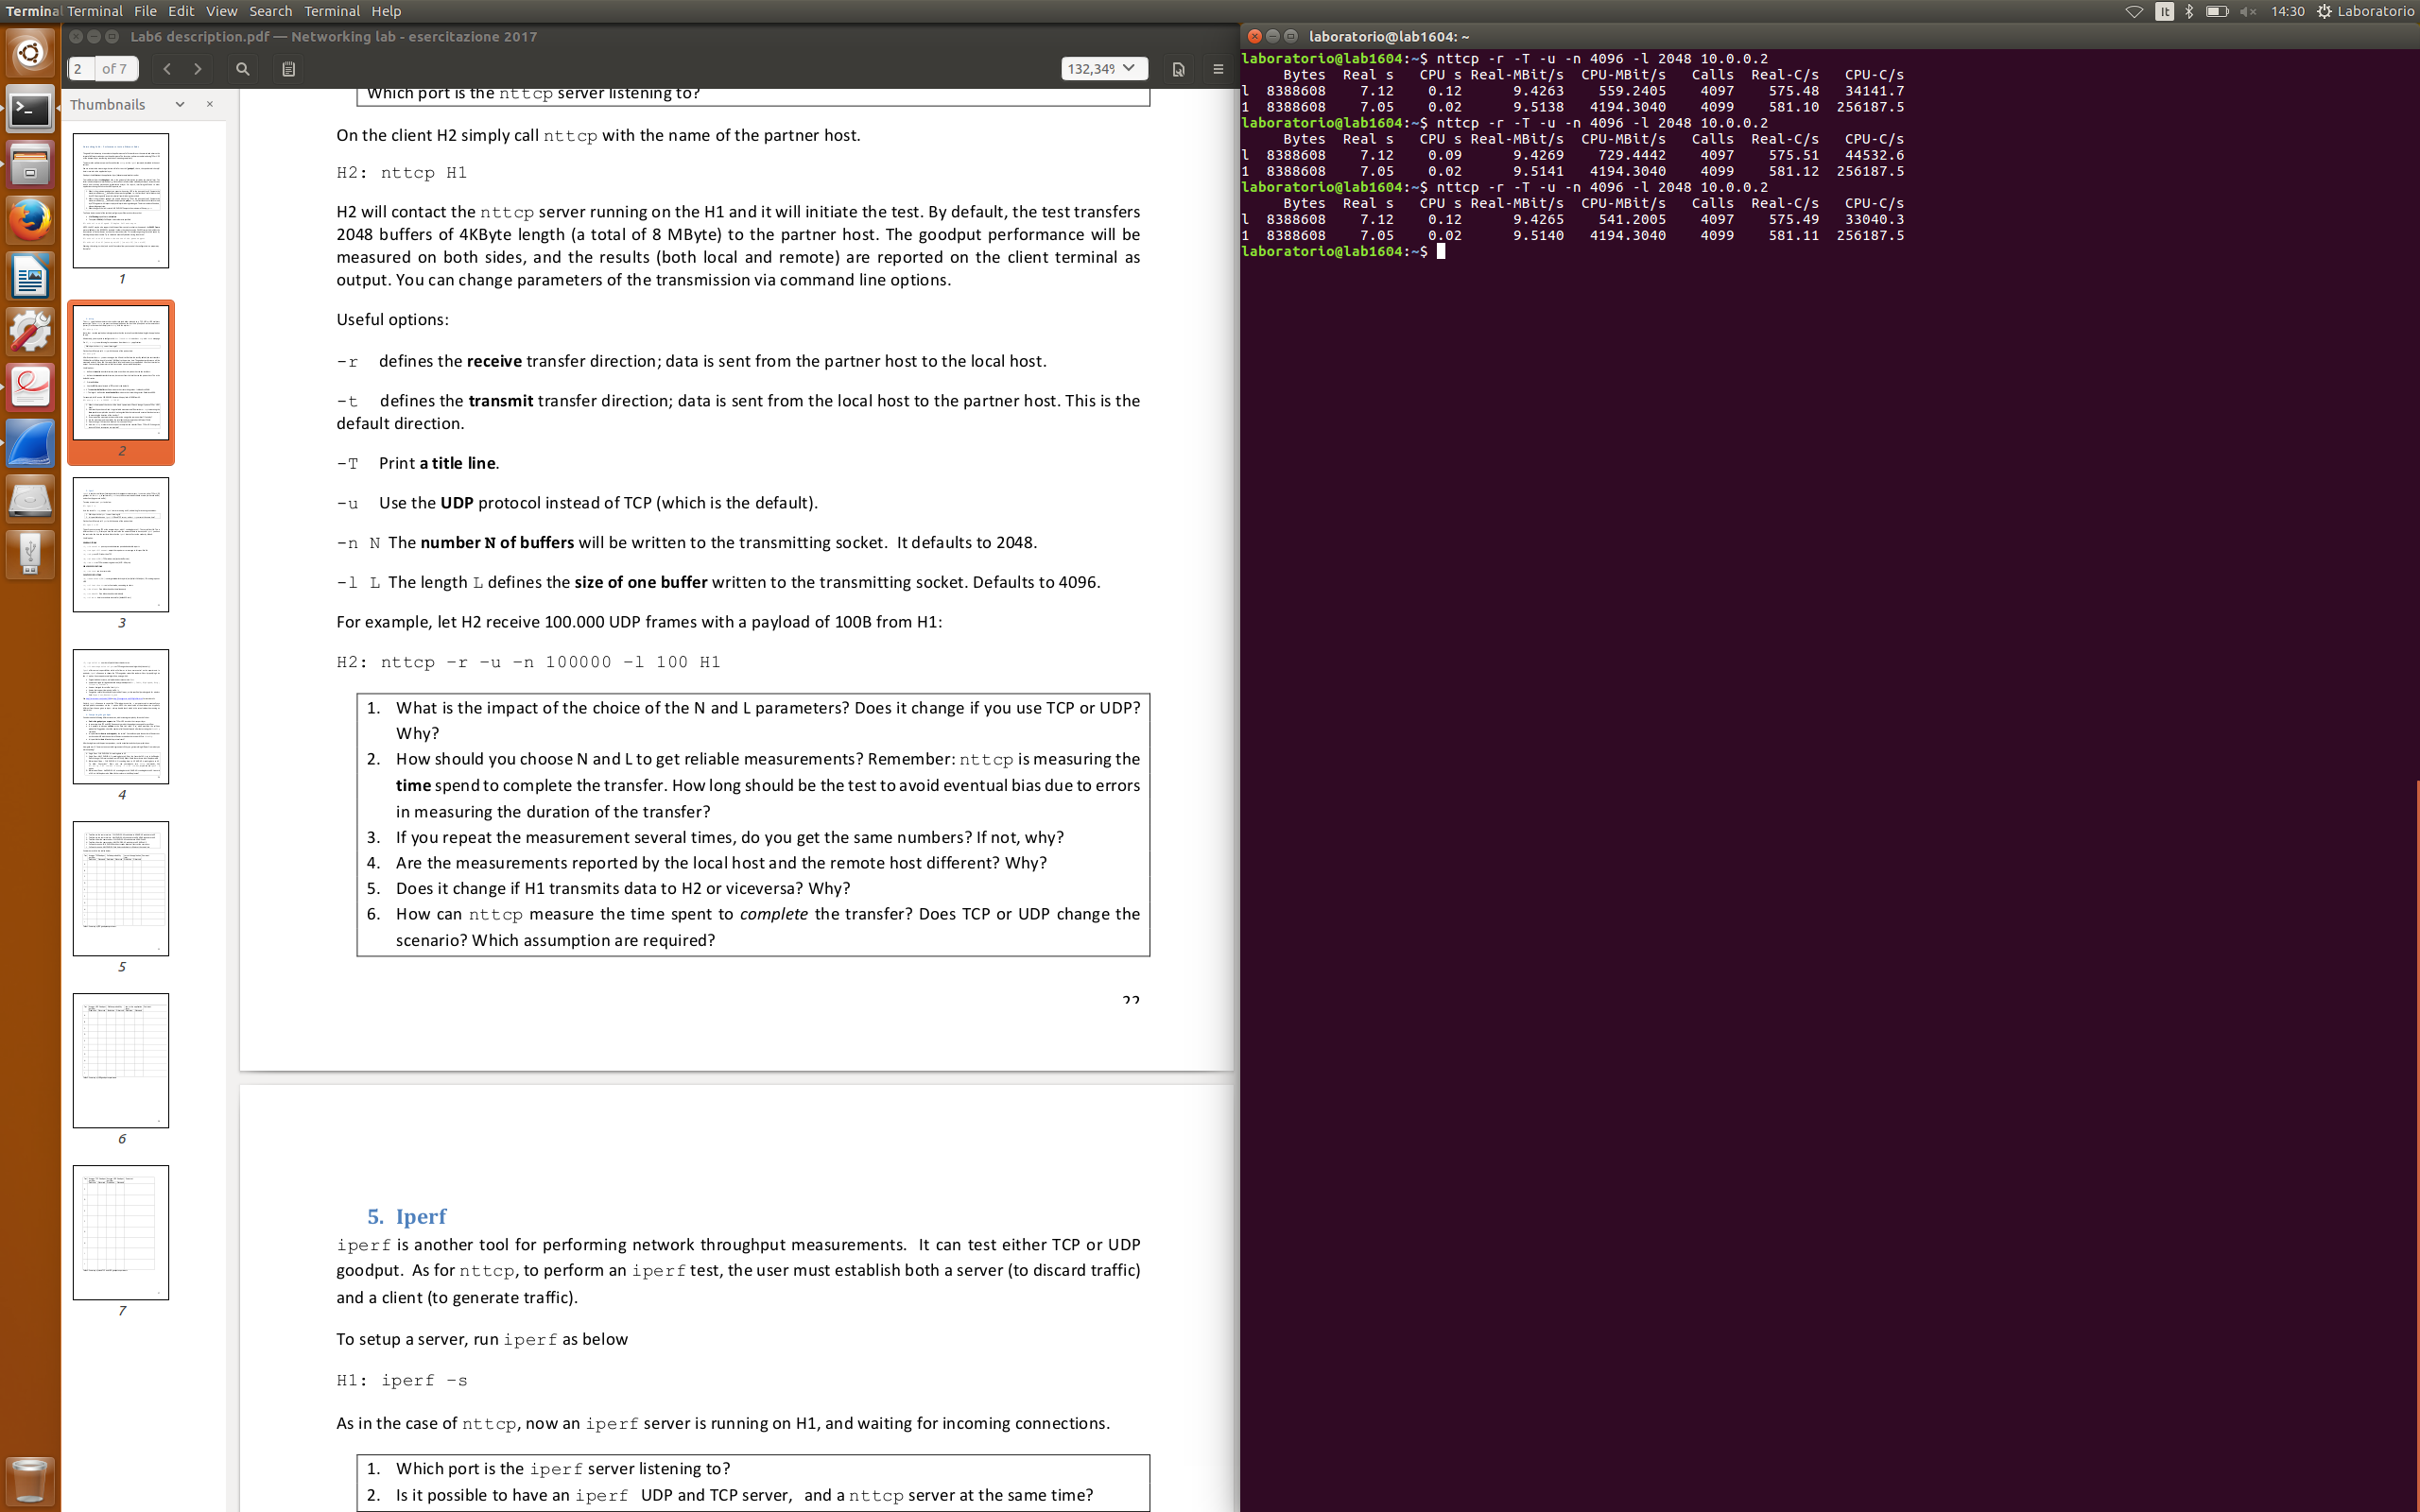 Terminal Terminal File Edit View Search Terminal Help
It
14:30
Laboratorio
Lab6 description.pdf — Networking lab - esercitazione 2017
2 of 7
132,34%
Thumbnails
1
2
3
4
5
6
7
Which port is the nttcp server listening to?
On the client H2 simply call nttcp with the name of the partner host.
H2: nttcp H1
H2 will contact the nttcp server running on the H1 and it will initiate the test. By default, the test transfers
2048 buffers of 4KByte length (a total of 8 MByte) to the partner host. The goodput performance will be
measured on both sides, and the results (both local and remote) are reported on the client terminal as
output. You can change parameters of the transmission via command line options.
Useful options:
-r defines the receive transfer direction; data is sent from the partner host to the local host.
-t defines the transmit transfer direction; data is sent from the local host to the partner host. This is the
default direction.
-T Print a title line.
-u Use the UDP protocol instead of TCP (which is the default).
-n N The number N of buffers will be written to the transmitting socket. It defaults to 2048.
-l L The length L defines the size of one buffer written to the transmitting socket. Defaults to 4096.
For example, let H2 receive 100.000 UDP frames with a payload of 100B from H1:
H2: nttcp -r -u -n 100000 -l 100 H1
1. What is the impact of the choice of the N and L parameters? Does it change if you use TCP or UDP?
Why?
2. How should you choose N and L to get reliable measurements? Remember: nttcp is measuring the
time spend to complete the transfer. How long should be the test to avoid eventual bias due to errors
in measuring the duration of the transfer?
3. If you repeat the measurement several times, do you get the same numbers? If not, why?
4. Are the measurements reported by the local host and the remote host different? Why?
5. Does it change if H1 transmits data to H2 or viceversa? Why?
6. How can nttcp measure the time spent to complete the transfer? Does TCP or UDP change the
scenario? Which assumption are required?
22
5. Iperf
iperf is another tool for performing network throughput measurements. It can test either TCP or UDP
goodput. As for nttcp, to perform an iperf test, the user must establish both a server (to discard traffic)
and a client (to generate traffic).
To setup a server, run iperf as below
H1: iperf -s
As in the case of nttcp, now an iperf server is running on H1, and waiting for incoming connections.
1. Which port is the iperf server listening to?
2. Is it possible to have an iperf UDP and TCP server, and a nttcp server at the same time?
laboratorio@lab1604: ~
laboratorio@lab1604:~$ nttcp -r -T -u -n 4096 -l 2048 10.0.0.2
Bytes Real s CPU s Real-MBit/s CPU-MBit/s Calls Real-C/s CPU-C/s
l 8388608 7.12 0.12 9.4263 559.2405 4097 575.48 34141.7
1 8388608 7.05 0.02 9.5138 4194.3040 4099 581.10 256187.5
laboratorio@lab1604:~$ nttcp -r -T -u -n 4096 -l 2048 10.0.0.2
Bytes Real s CPU s Real-MBit/s CPU-MBit/s Calls Real-C/s CPU-C/s
l 8388608 7.12 0.09 9.4269 729.4442 4097 575.51 44532.6
1 8388608 7.05 0.02 9.5141 4194.3040 4099 581.12 256187.5
laboratorio@lab1604:~$ nttcp -r -T -u -n 4096 -l 2048 10.0.0.2
Bytes Real s CPU s Real-MBit/s CPU-MBit/s Calls Real-C/s CPU-C/s
l 8388608 7.12 0.12 9.4265 541.2005 4097 575.49 33040.3
1 8388608 7.05 0.02 9.5140 4194.3040 4099 581.11 256187.5
laboratorio@lab1604:~$